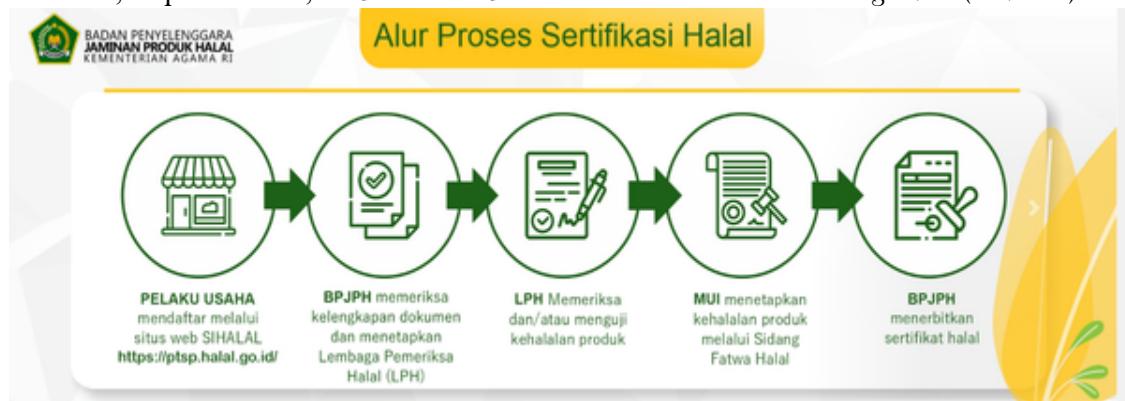 BADAN PENYELENGGARA
JAMINAN PRODUK HALAL
KEMENTERIAN AGAMA RI
Alur Proses Sertifikasi Halal
PELAKU USAHA
mendaftar melalui
situs web SIHALAL
https://ptsp.halal.go.id/
BPJPH memeriksa
kelengkapan dokumen
dan menetapkan
Lembaga Pemeriksa
Halal (LPH)
LPH Memeriksa
dan/atau menguji
kehalalan produk
MUI menetapkan
kehalalan produk
melalui Sidang
Fatwa Halal
BPJPH
menerbitkan
sertifikat halal